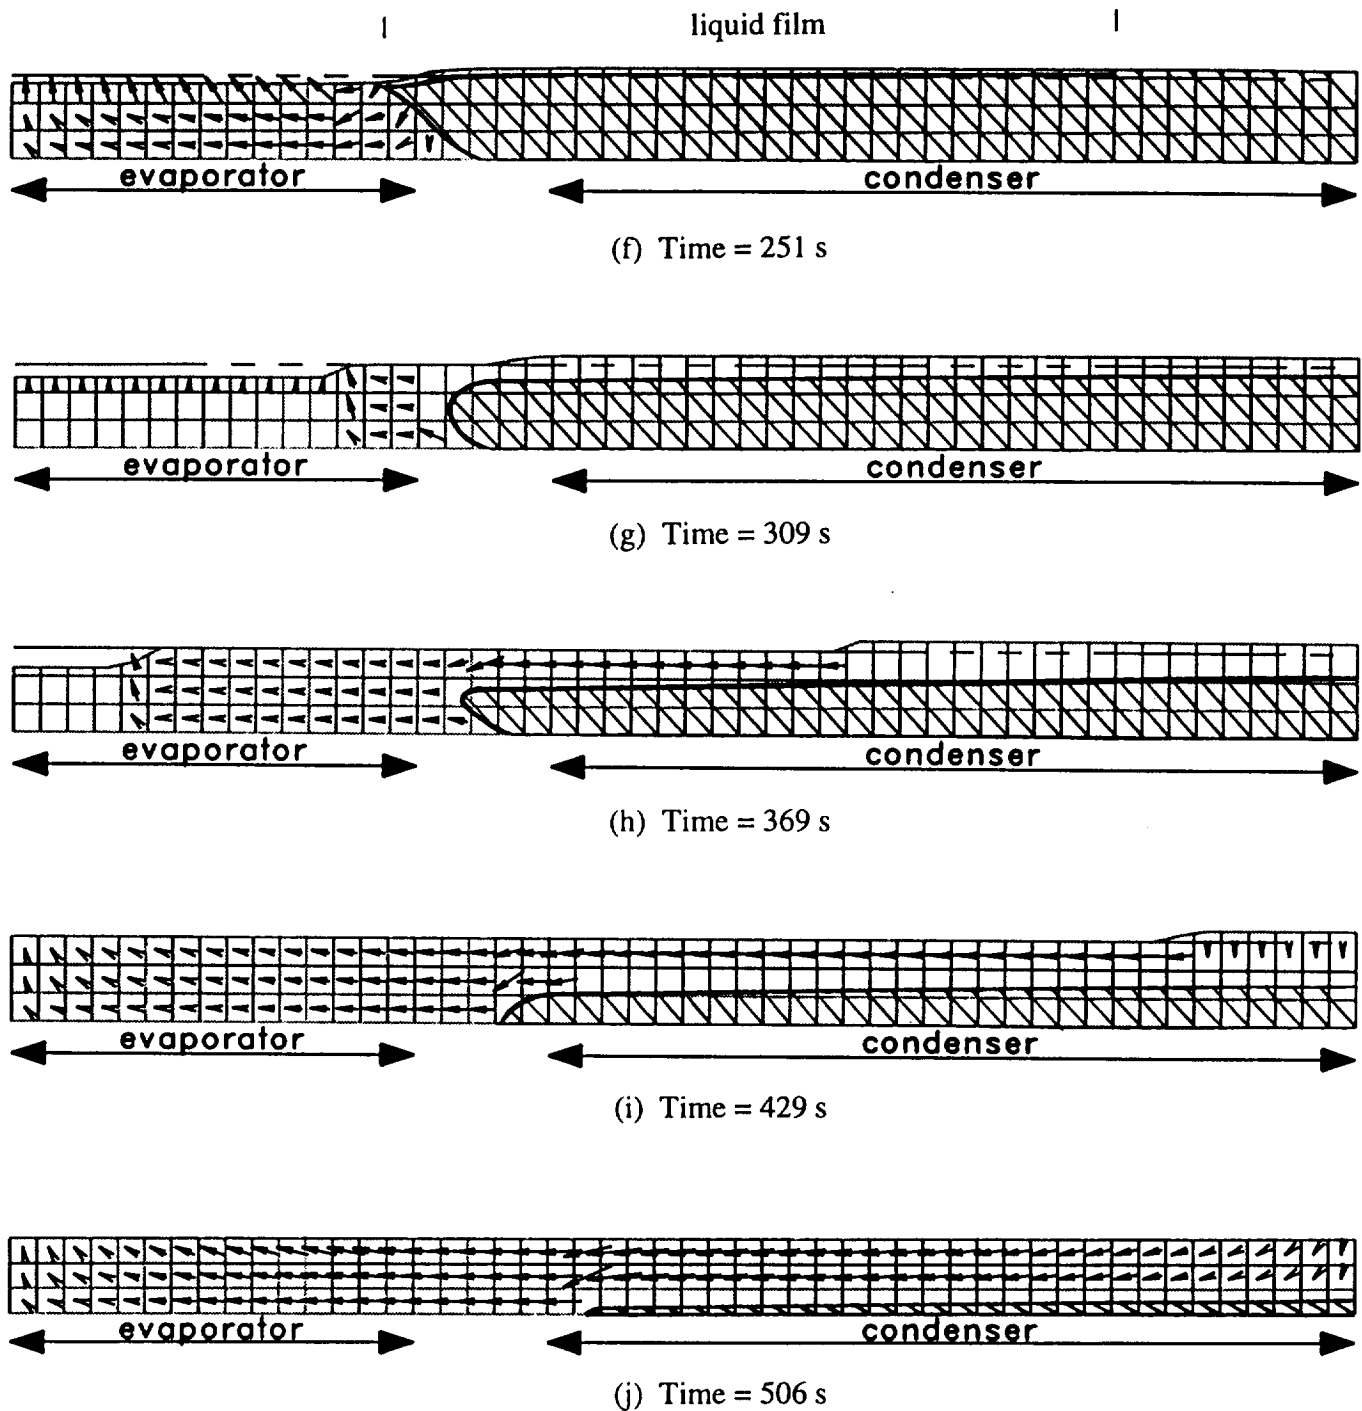 liquid film
evaporator condenser
(f) Time = 251 s
evaporator condenser
(g) Time = 309 s
evaporator condenser
(h) Time = 369 s
evaporator condenser
(i) Time = 429 s
evaporator condenser
(j) Time = 506 s